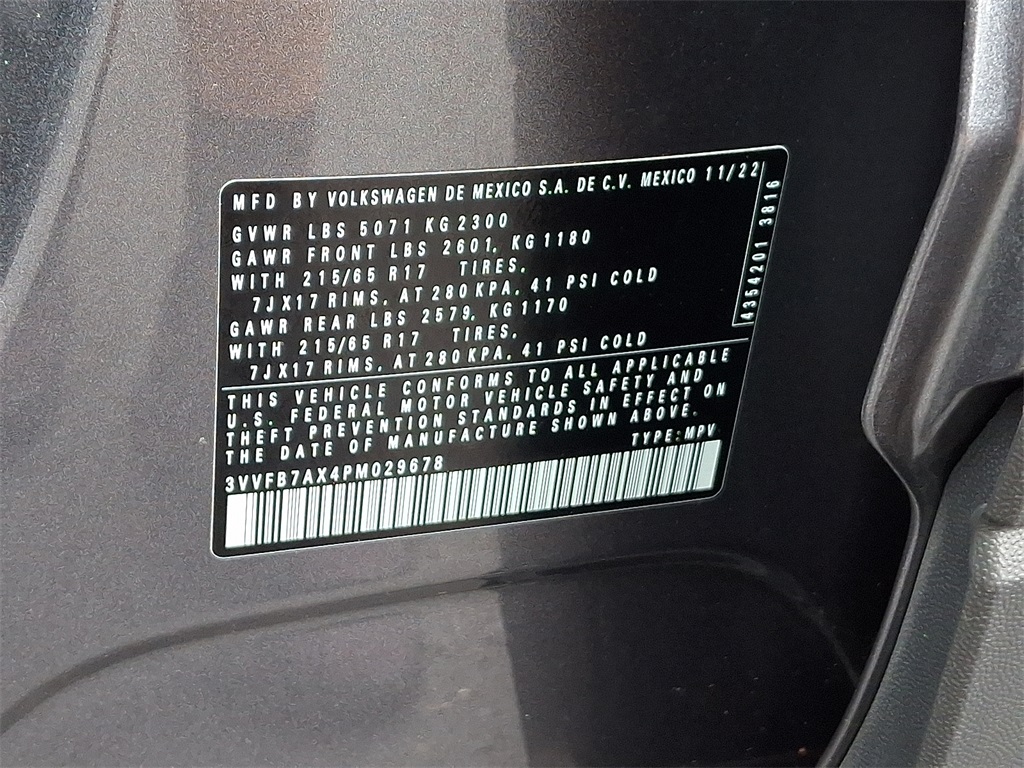 MFD BY VOLKSWAGEN DE MEXICO S.A. DE C.V. MEXICO 11/22
GVWR LBS 5071 KG 2300
GAWR FRONT LBS 2601, KG 1180
WITH 215/65 R17 TIRES,
7JX17 RIMS, AT 280 KPA, 41 PSI COLD
GAWR REAR LBS 2579, KG 1170
WITH 215/65 R17 TIRES,
7JX17 RIMS, AT 280 KPA, 41 PSI COLD
4354201 3816
THIS VEHICLE CONFORMS TO ALL APPLICABLE
U.S. FEDERAL MOTOR VEHICLE SAFETY AND
THEFT PREVENTION STANDARDS IN EFFECT ON
THE DATE OF MANUFACTURE SHOWN ABOVE.
3VVFB7AX4PM029678 TYPE:MPV